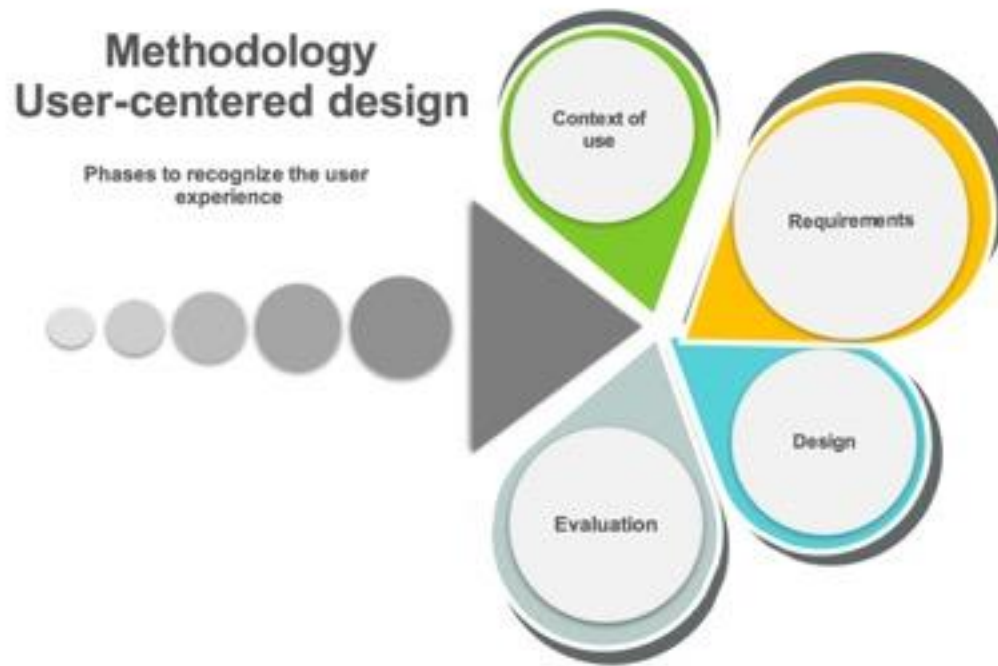 Methodology
User-centered design
Phases to recognize the user
experience
Context of
use
Requirements
Design
Evaluation